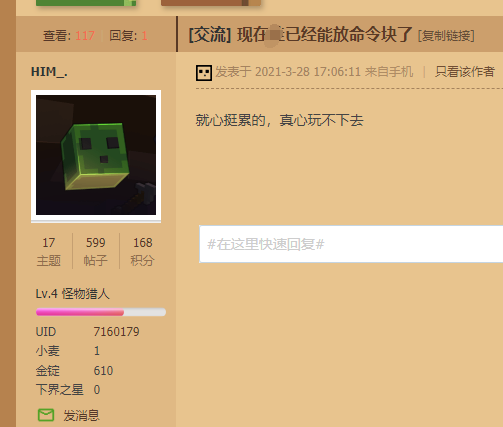 查看: 117 | 回复: 1
[交流] 现在 已经能放命令块了 [复制链接]
HIM_.
发表于 2021-3-28 17:06:11 来自手机 | 只看该作者
就心挺累的，真心玩不下去
17 599 168
主题 帖子 积分
#在这里快速回复#
Lv.4 怪物猎人
UID 7160179
小麦 1
金锭 610
下界之星 0
发消息